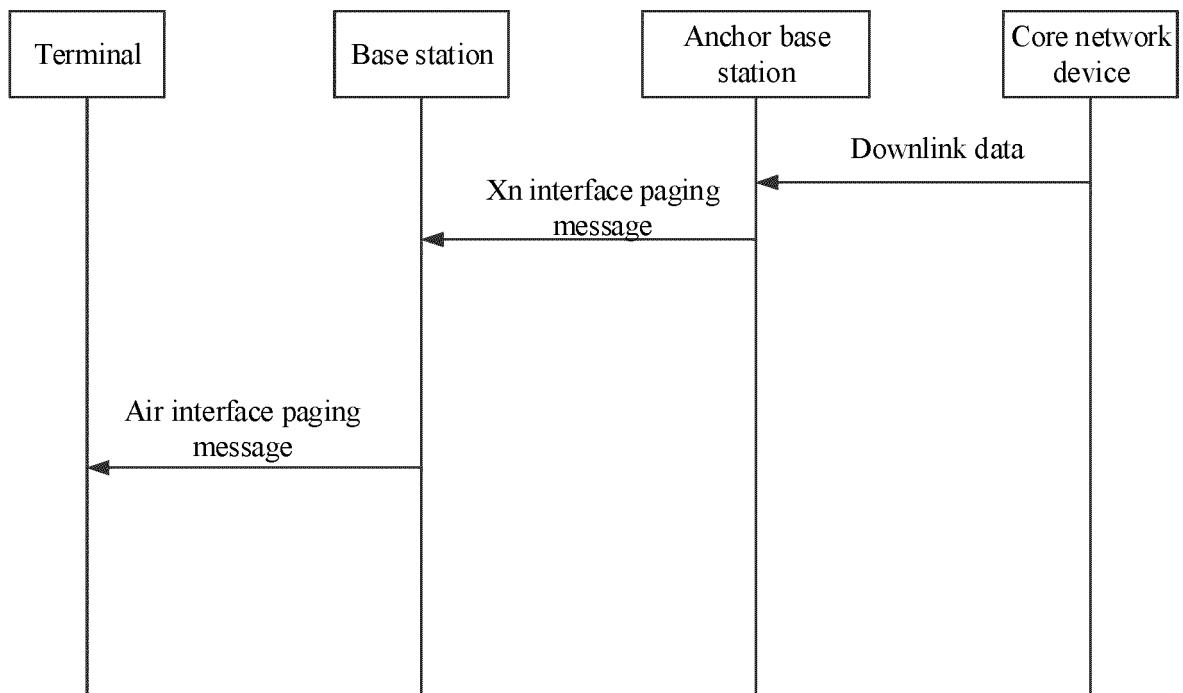 Terminal
Base station
Anchor base
station
Core network
device
Downlink data
Xn interface paging
message
Air interface paging
message